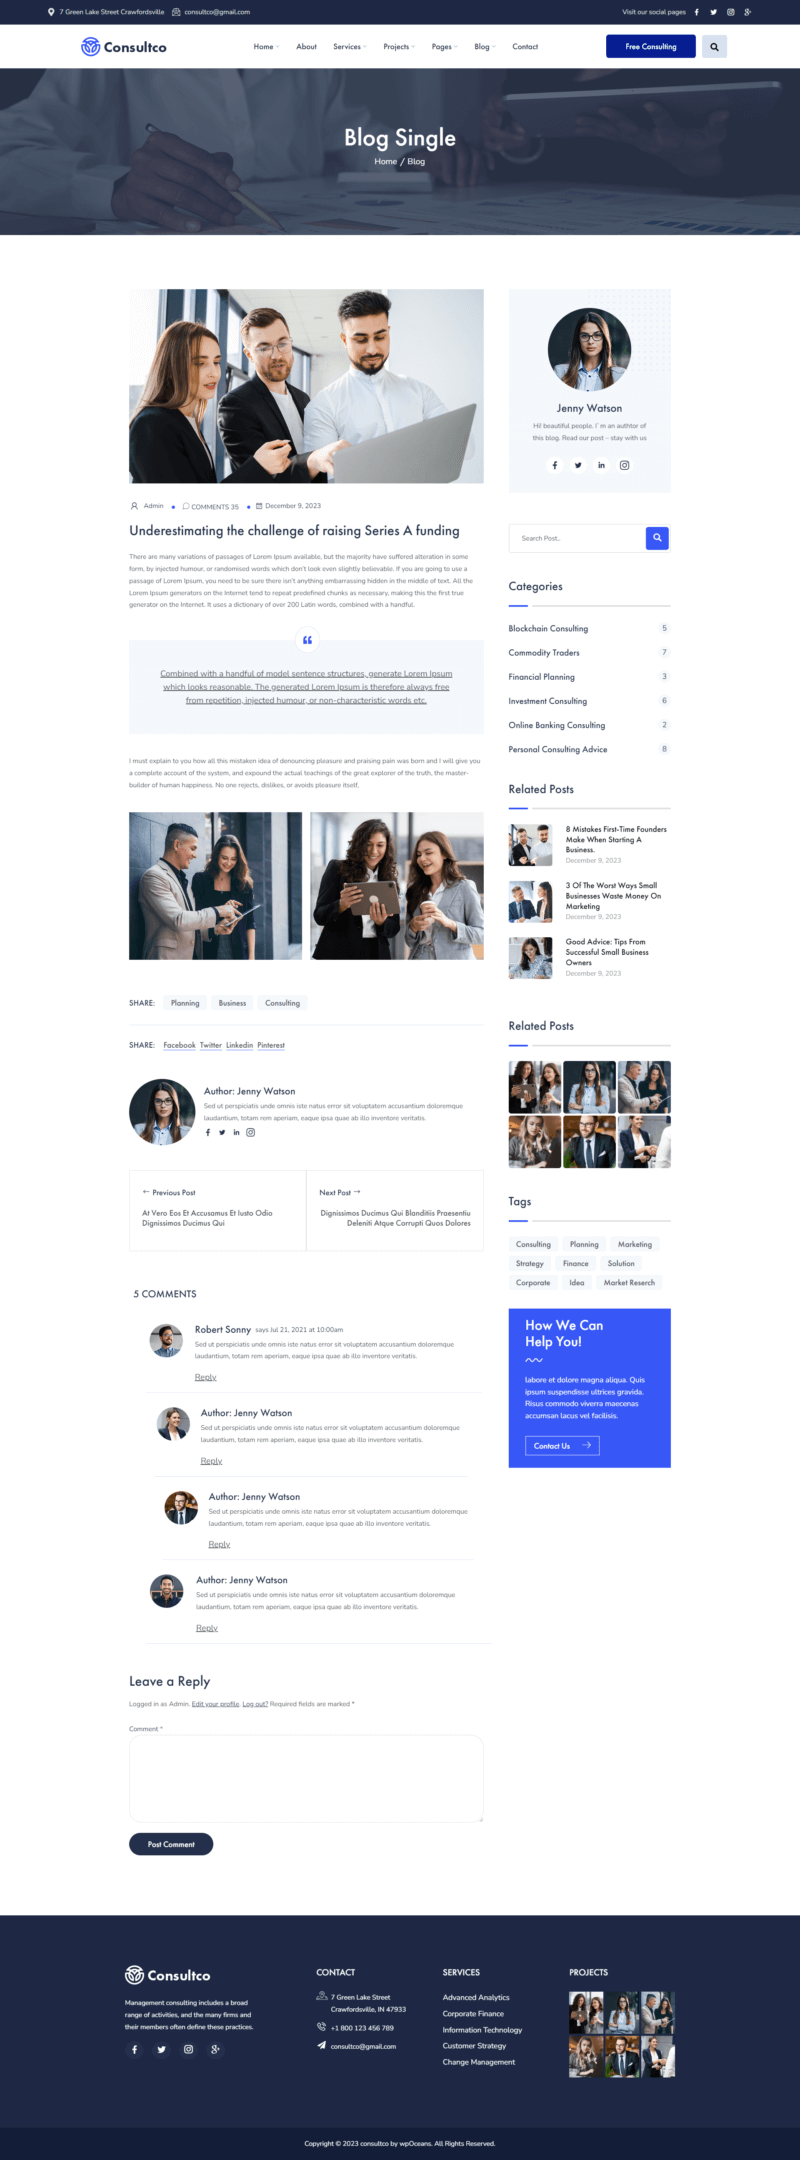 7 Green Lake Street Crawfordsville
consultco@gmail.com
Visit our social pages
Consultco
Home
About
Services
Projects
Pages
Blog
Contact
Free Consulting
Blog Single
Home / Blog
Admin
COMMENTS 35
December 9, 2023
Underestimating the challenge of raising Series A funding
There are many variations of passages of Lorem Ipsum available, but the majority have suffered alteration in some
form, by injected humour, or randomised words which don't look even slightly believable. If you are going to use a
passage of Lorem Ipsum, you need to be sure there isn't anything embarrassing hidden in the middle of text. All the
Lorem Ipsum generators on the Internet tend to repeat predefined chunks as necessary, making this the first true
generator on the Internet. It uses a dictionary of over 200 Latin words, combined with a handful.
Combined with a handful of model sentence structures, generate Lorem Ipsum
which looks reasonable. The generated Lorem Ipsum is therefore always free
from repetition, injected humour, or non-characteristic words etc.
I must explain to you how all this mistaken idea of denouncing pleasure and praising pain was born and I will give you
a complete account of the system, and expound the actual teachings of the great explorer of the truth, the master-
builder of human happiness. No one rejects, dislikes, or avoids pleasure itself.
SHARE:
Planning
Business
Consulting
SHARE:
Facebook
Twitter
Linkedin
Pinterest
Author: Jenny Watson
Sed ut perspiciatis unde omnis iste natus error sit voluptatem accusantium doloremque
laudantium, totam rem aperiam, eaque ipsa quae ab illo inventore veritatis.
Previous Post
At Vero Eos Et Accusamus Et Iusto Odio
Dignissimos Ducimus Qui
Next Post
Dignissimos Ducimus Qui Blanditiis Praesentiu
Deleniti Atque Corrupti Quos Dolores
5 COMMENTS
Robert Sonny says Jul 21, 2021 at 10:00am
Sed ut perspiciatis unde omnis iste natus error sit voluptatem accusantium doloremque
laudantium, totam rem aperiam, eaque ipsa quae ab illo inventore veritatis.
Reply
Author: Jenny Watson
Sed ut perspiciatis unde omnis iste natus error sit voluptatem accusantium doloremque
laudantium, totam rem aperiam, eaque ipsa quae ab illo inventore veritatis.
Reply
Author: Jenny Watson
Sed ut perspiciatis unde omnis iste natus error sit voluptatem accusantium doloremque
laudantium, totam rem aperiam, eaque ipsa quae ab illo inventore veritatis.
Reply
Author: Jenny Watson
Sed ut perspiciatis unde omnis iste natus error sit voluptatem accusantium doloremque
laudantium, totam rem aperiam, eaque ipsa quae ab illo inventore veritatis.
Reply
Leave a Reply
Logged in as Admin. Edit your profile. Log out? Required fields are marked *
Comment *
Post Comment
Jenny Watson
Hi! beautiful people. I`m an authtor of
this blog. Read our post - stay with us
Search Post..
Categories
Blockchain Consulting 5
Commodity Traders 7
Financial Planning 3
Investment Consulting 6
Online Banking Consulting 2
Personal Consulting Advice 8
Related Posts
8 Mistakes First-Time Founders
Make When Starting A
Business.
December 9, 2023
3 Of The Worst Ways Small
Businesses Waste Money On
Marketing
December 9, 2023
Good Advice: Tips From
Successful Small Business
Owners
December 9, 2023
Related Posts
Tags
Consulting
Planning
Marketing
Strategy
Finance
Solution
Corporate
Idea
Market Reserch
How We Can
Help You!
labore et dolore magna aliqua. Quis
ipsum suspendisse ultrices gravida.
Risus commodo viverra maecenas
accumsan lacus vel facilisis.
Contact Us
Consultco
Management consulting includes a broad
range of activities, and the many firms and
their members often define these practices.
CONTACT
7 Green Lake Street
Crawfordsville, IN 47933
+1 800 123 456 789
consultco@gmail.com
SERVICES
Advanced Analytics
Corporate Finance
Information Technology
Customer Strategy
Change Management
PROJECTS
Copyright © 2023 consultco by wpOceans. All Rights Reserved.